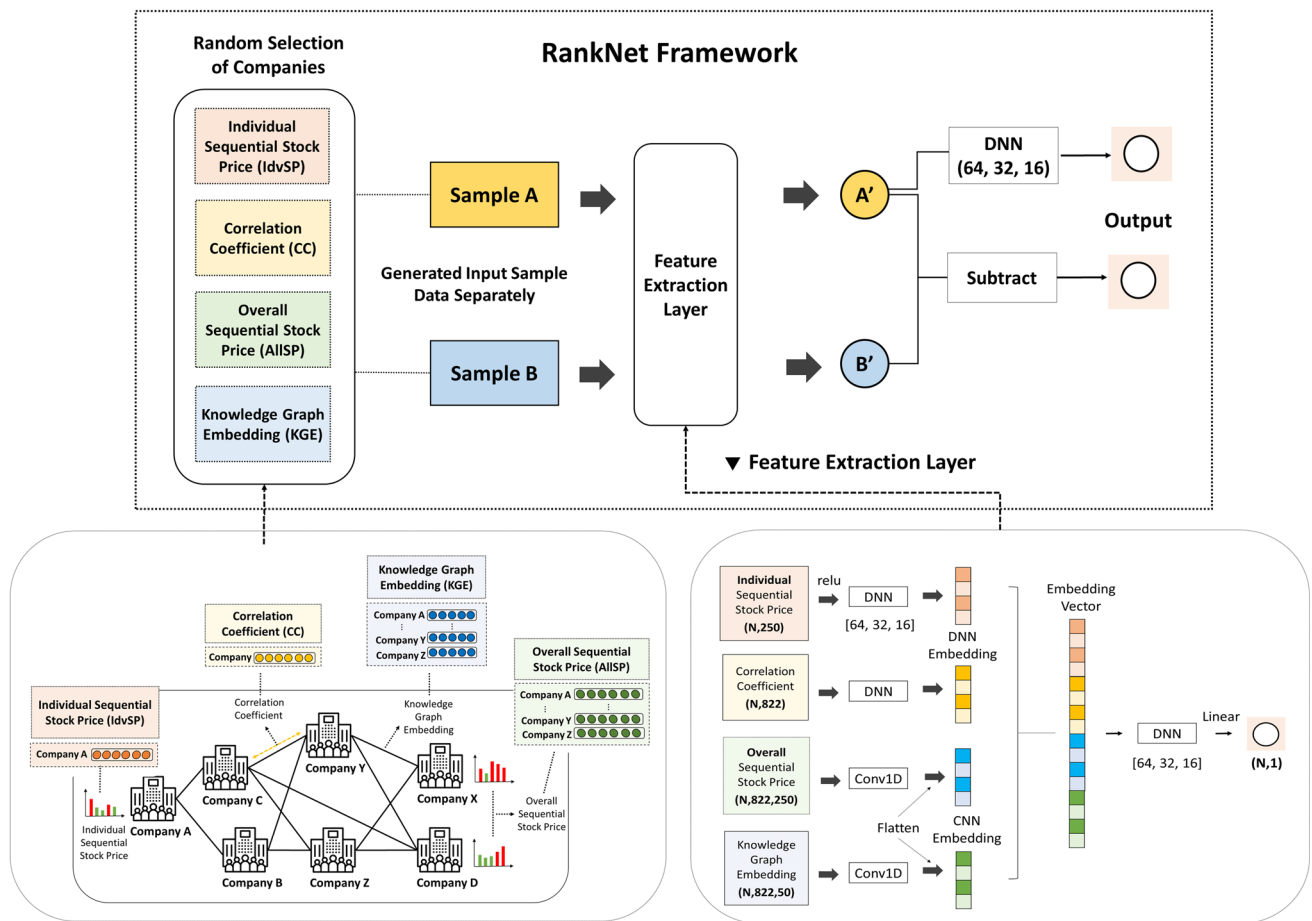 RankNet Framework
Random Selection
of Companies
Individual
Sequential Stock
Price (IdvSP)
Correlation
Coefficient (CC)
Overall
Sequential Stock
Price (AllSP)
Knowledge Graph
Embedding (KGE)
Sample A
Generated Input Sample
Data Separately
Sample B
Feature
Extraction
Layer
A’
B’
DNN
(64, 32, 16)
Subtract
Output
▼ Feature Extraction Layer
Knowledge Graph
Embedding (KGE)
Company A
Company Y
Company Z
Correlation
Coefficient (CC)
Company
Overall Sequential
Stock Price (AllSP)
Company A
Company Y
Company Z
Individual Sequential
Stock Price (IdvSP)
Company A
Correlation
Coefficient
Knowledge
Graph
Embedding
Company Y
Company C
Company X
Company A
Individual
Sequential
Stock Price
Overall
Sequential
Stock Price
Company B
Company Z
Company D
Individual
Sequential
Stock Price
(N,250)
relu
DNN
[64, 32, 16]
DNN
Embedding
Correlation
Coefficient
(N,822)
DNN
Overall
Sequential
Stock Price
(N,822,250)
Conv1D
Flatten
CNN
Embedding
Knowledge
Graph
Embedding
(N,822,50)
Conv1D
Embedding
Vector
DNN
[64, 32, 16]
Linear
(N,1)